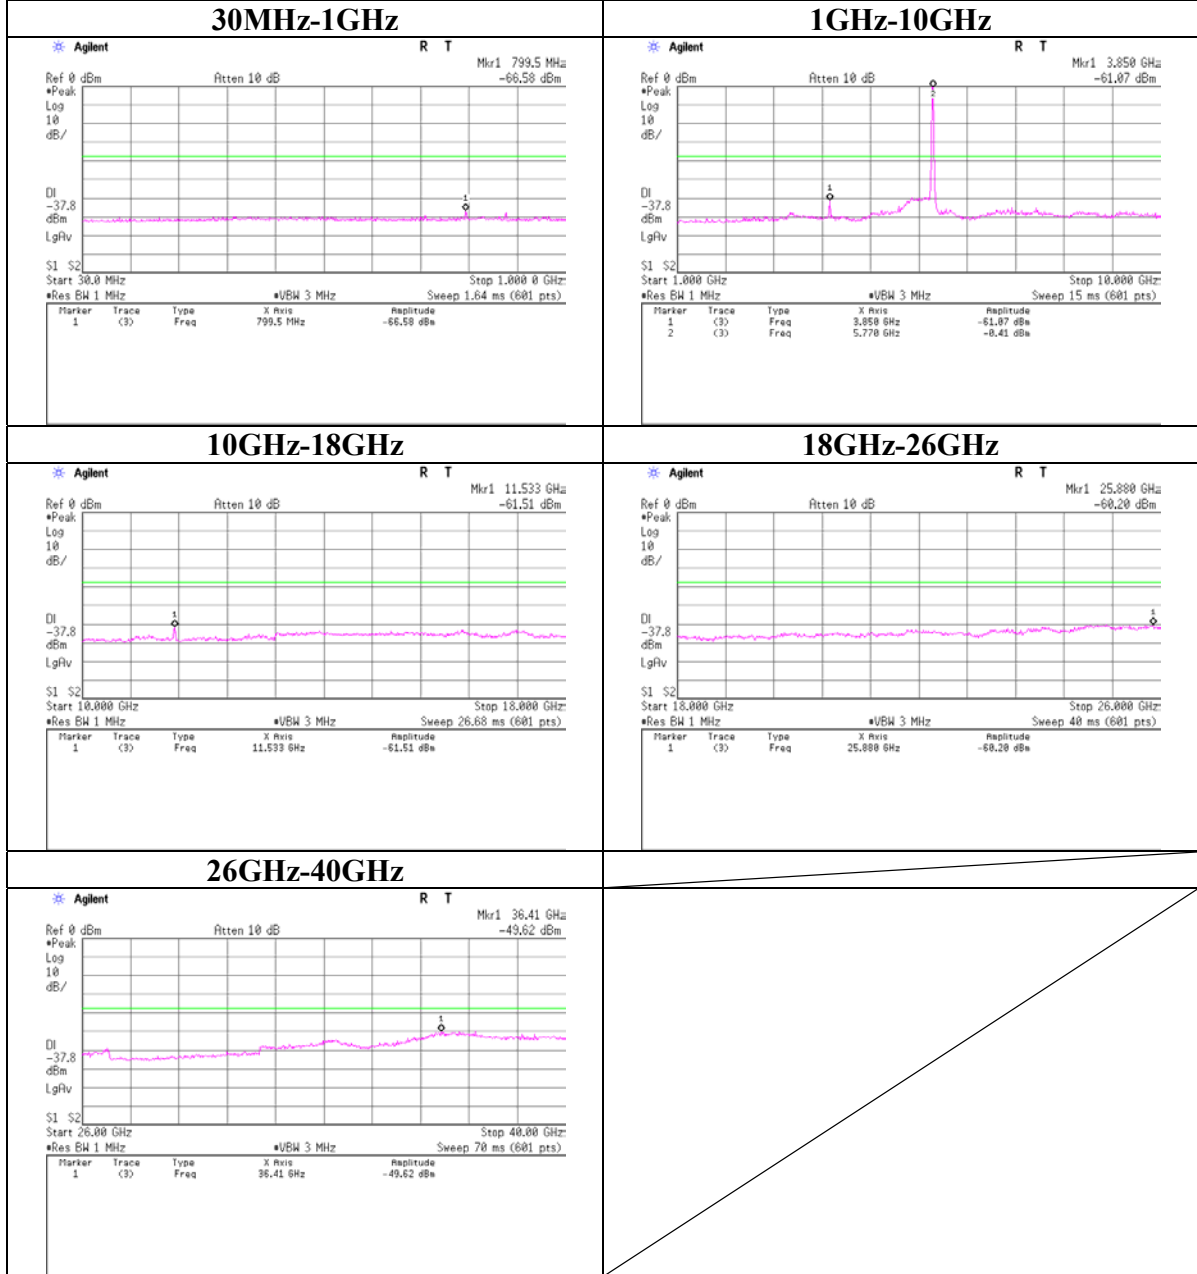 30MHz-1GHz
Agilent R T
Mkr1 799.5 MHz
Ref 0 dBm Atten 10 dB -66.58 dBm
*Peak
Log
10
dB/
DI
-37.8
dBm
LgAv
S1 S2
Start 30.0 MHz Stop 1.000 0 GHz
*Res BW 1 MHz *VBW 3 MHz Sweep 1.64 ms (601 pts)
Marker Trace Type X Axis Amplitude
1 (3) Freq 799.5 MHz -66.58 dBm
1
1GHz-10GHz
Agilent R T
Mkr1 3.850 GHz
Ref 0 dBm Atten 10 dB -61.07 dBm
*Peak
Log
10
dB/
DI
-37.8
dBm
LgAv
S1 S2
Start 1.000 GHz Stop 10.000 GHz
*Res BW 1 MHz *VBW 3 MHz Sweep 15 ms (601 pts)
Marker Trace Type X Axis Amplitude
1 (3) Freq 3.850 GHz -61.07 dBm
2 (3) Freq 5.770 GHz -0.41 dBm
1
2
10GHz-18GHz
Agilent R T
Mkr1 11.533 GHz
Ref 0 dBm Atten 10 dB -61.51 dBm
*Peak
Log
10
dB/
DI
-37.8
dBm
LgAv
S1 S2
Start 10.000 GHz Stop 18.000 GHz
*Res BW 1 MHz *VBW 3 MHz Sweep 26.68 ms (601 pts)
Marker Trace Type X Axis Amplitude
1 (3) Freq 11.533 GHz -61.51 dBm
1
18GHz-26GHz
Agilent R T
Mkr1 25.880 GHz
Ref 0 dBm Atten 10 dB -60.20 dBm
*Peak
Log
10
dB/
DI
-37.8
dBm
LgAv
S1 S2
Start 18.000 GHz Stop 26.000 GHz
*Res BW 1 MHz *VBW 3 MHz Sweep 40 ms (601 pts)
Marker Trace Type X Axis Amplitude
1 (3) Freq 25.880 GHz -60.20 dBm
1
26GHz-40GHz
Agilent R T
Mkr1 36.41 GHz
Ref 0 dBm Atten 10 dB -49.62 dBm
*Peak
Log
10
dB/
DI
-37.8
dBm
LgAv
S1 S2
Start 26.00 GHz Stop 40.00 GHz
*Res BW 1 MHz *VBW 3 MHz Sweep 70 ms (601 pts)
Marker Trace Type X Axis Amplitude
1 (3) Freq 36.41 GHz -49.62 dBm
1